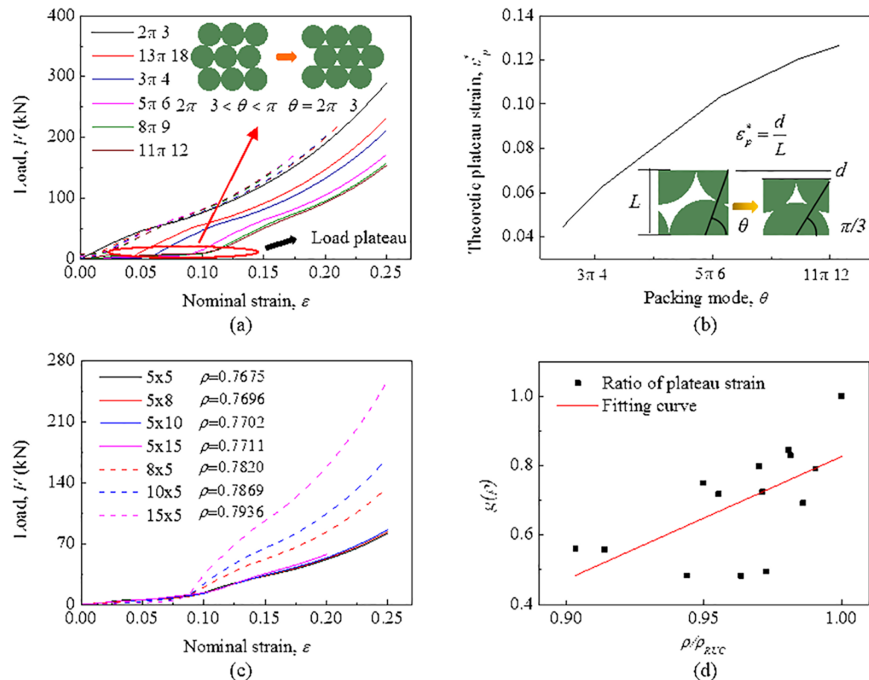 400
300
200
100
0
Load, F (kN)
2π 3
13π 18
3π 4
5π 6
8π 9
11π 12
2π 3 < θ < π θ = 2π 3
Load plateau
0.00 0.05 0.10 0.15 0.20 0.25
Nominal strain, ε
(a)
0.14
0.12
0.10
0.08
0.06
0.04
Theoretic plateau strain, ε*p
ε*p = d/L
d
L
θ
π/3
3π 4 5π 6 11π 12
Packing mode, θ
(b)
280
210
140
70
0
Load, F (kN)
5x5 ρ=0.7675
5x8 ρ=0.7696
5x10 ρ=0.7702
5x15 ρ=0.7711
8x5 ρ=0.7820
10x5 ρ=0.7869
15x5 ρ=0.7936
0.00 0.05 0.10 0.15 0.20 0.25
Nominal strain, ε
(c)
1.0
0.8
0.6
0.4
g(ρ)
Ratio of plateau strain
Fitting curve
0.90 0.95 1.00
ρ/ρRUC
(d)